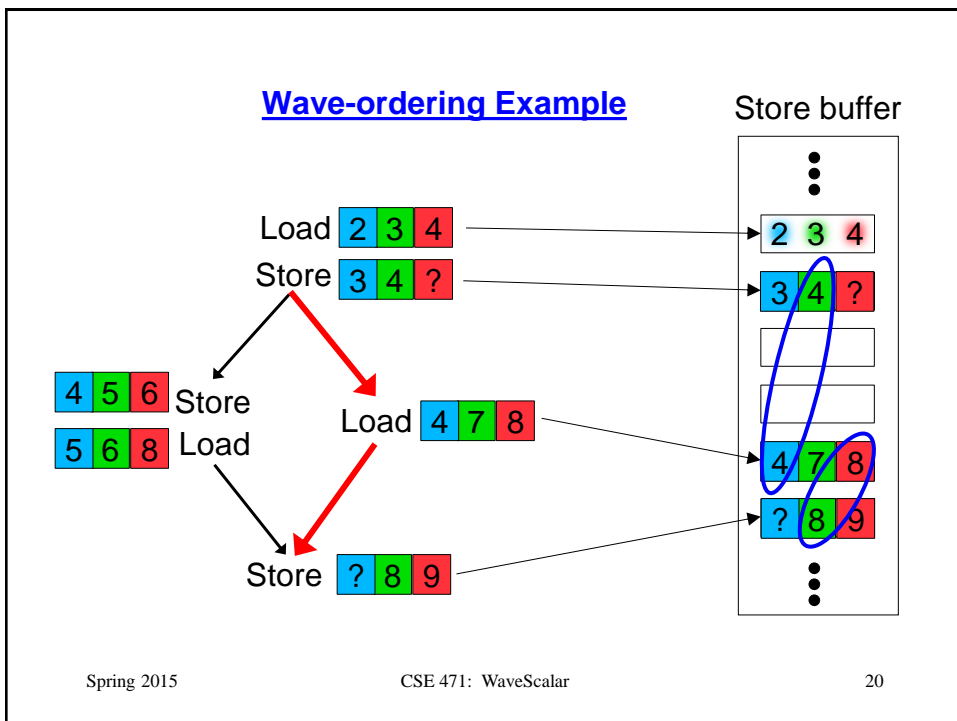 Wave-ordering Example
Store buffer
Load 2 3 4
2 3 4
Store 3 4 ?
3 4 ?
4 5 6 Store
5 6 8 Load
Load 4 7 8
4 7 8
Store ? 8 9
? 8 9
Spring 2015 CSE 471: WaveScalar 20